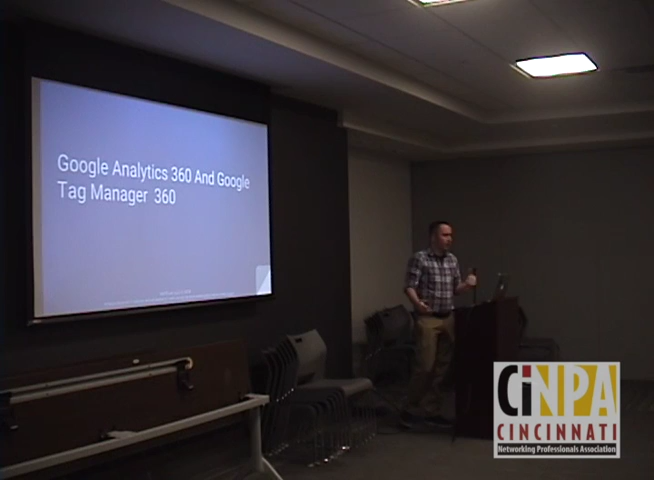 Google Analytics 360 And Google
Tag Manager 360
CiNPA
CINCINNATI
Networking Professionals Association